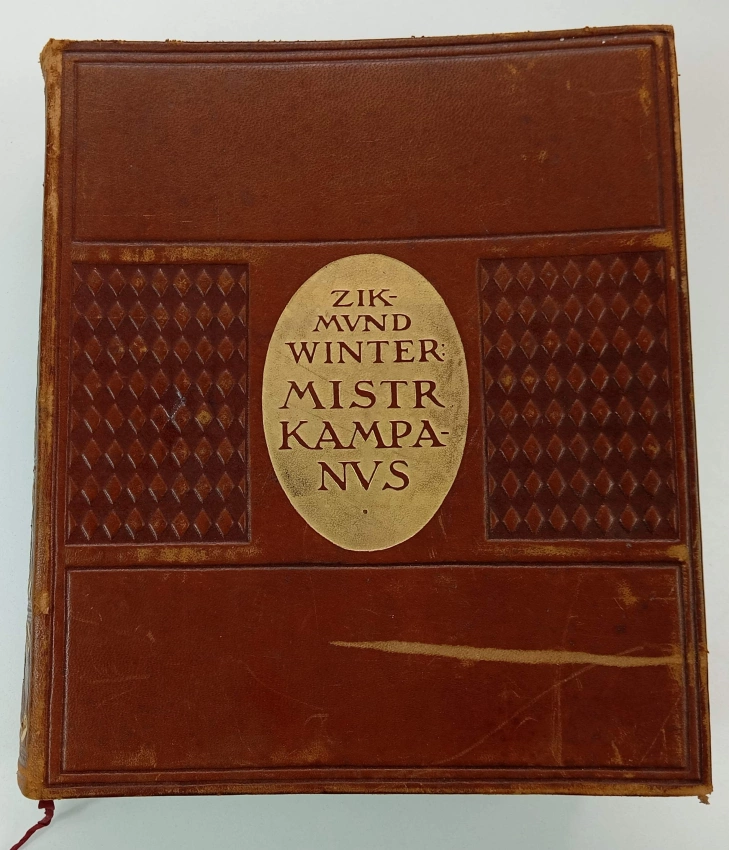 ZIK-
MVND
WINTER:
MISTR
KAMPA-
NVS